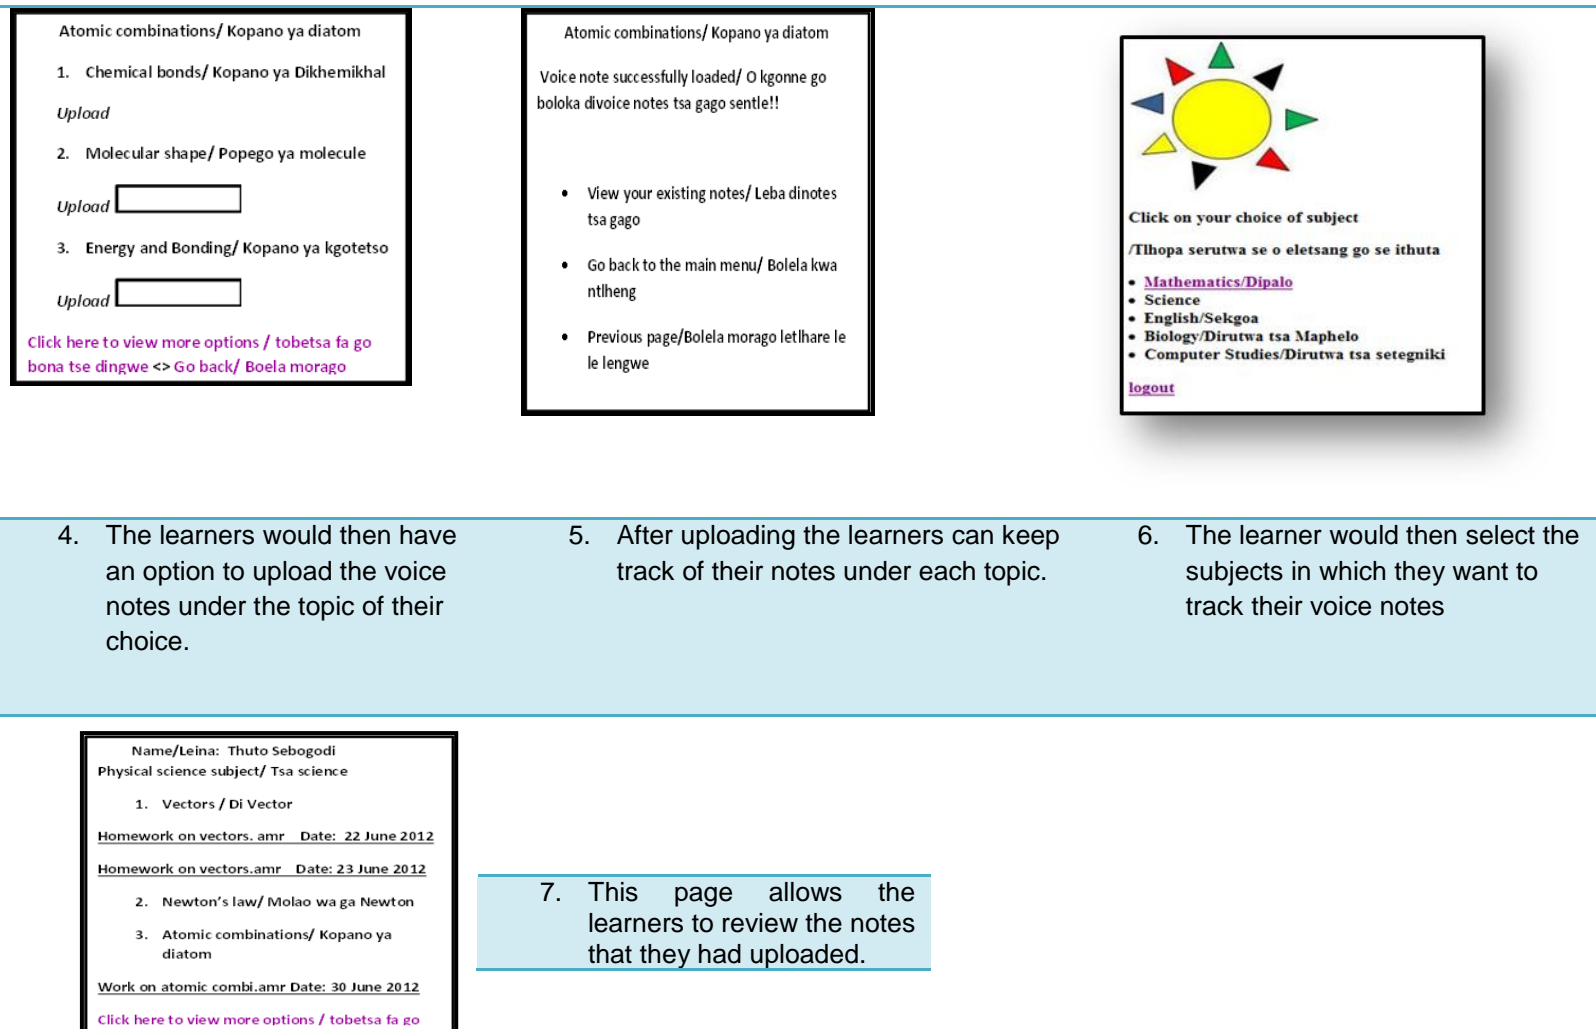 Atomic combinations/ Kopano ya diatom
1. Chemical bonds/ Kopano ya Dikhemikhal
Upload
2. Molecular shape/ Popego ya molecule
Upload
3. Energy and Bonding/ Kopano ya kgotetso
Upload
Click here to view more options / tobetsa fa go
bona tse dingwe <> Go back/ Boela morago
Atomic combinations/ Kopano ya diatom
Voice note successfully loaded/ O kgonne go
boloka divoice notes tsa gago sentle!!
• View your existing notes/ Leba dinotes
tsa gago
• Go back to the main menu/ Bolela kwa
ntlheng
• Previous page/Bolela morago letlhare le
le lengwe
Click on your choice of subject
/Tlhopa serutwa se o eletsang go se ithuta
• Mathematics/Dipalo
• Science
• English/Sekgoa
• Biology/Dirutwa tsa Maphelo
• Computer Studies/Dirutwa tsa setegniki
logout
4. The learners would then have
an option to upload the voice
notes under the topic of their
choice.
5. After uploading the learners can keep
track of their notes under each topic.
6. The learner would then select the
subjects in which they want to
track their voice notes
Name/Leina: Thuto Sebogodi
Physical science subject/ Tsa science
1. Vectors / Di Vector
Homework on vectors. amr Date: 22 June 2012
Homework on vectors.amr Date: 23 June 2012
2. Newton's law/ Molao wa ga Newton
3. Atomic combinations/ Kopano ya
diatom
Work on atomic combi.amr Date: 30 June 2012
Click here to view more options / tobetsa fa go
7. This page allows the
learners to review the notes
that they had uploaded.